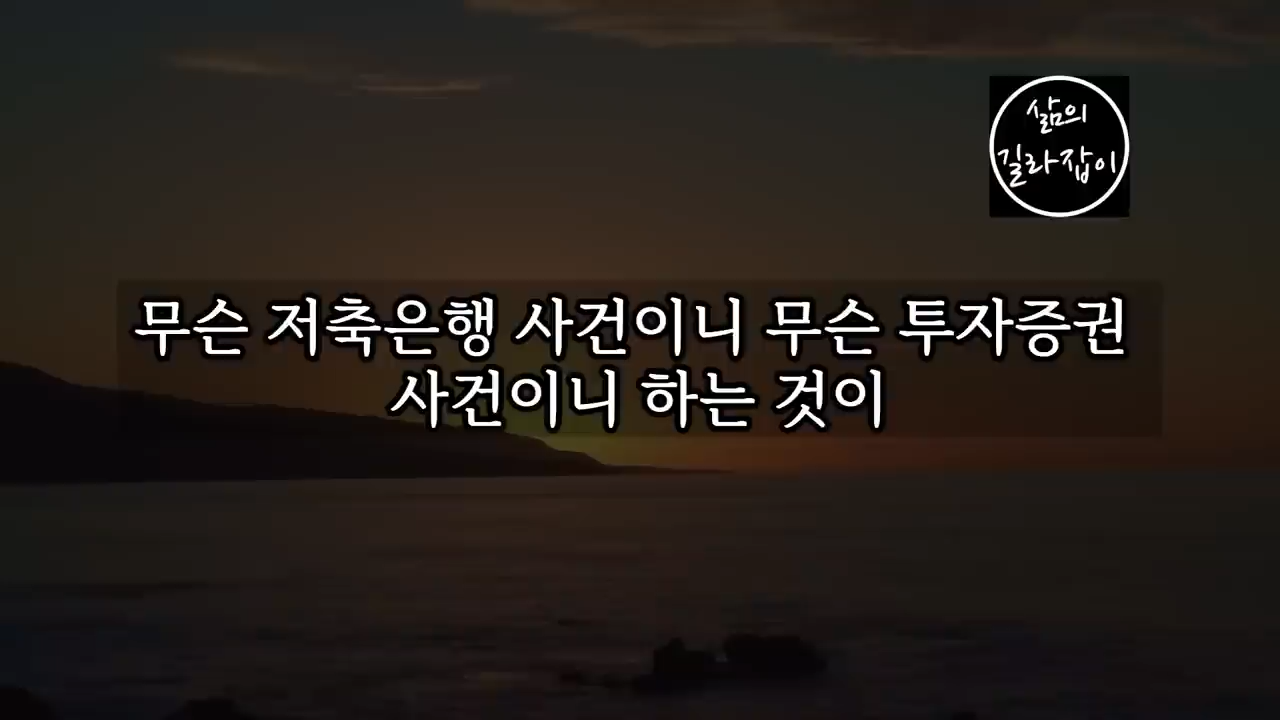 삶의
길라잡이
무슨 저축은행 사건이니 무슨 투자증권
사건이니 하는 것이